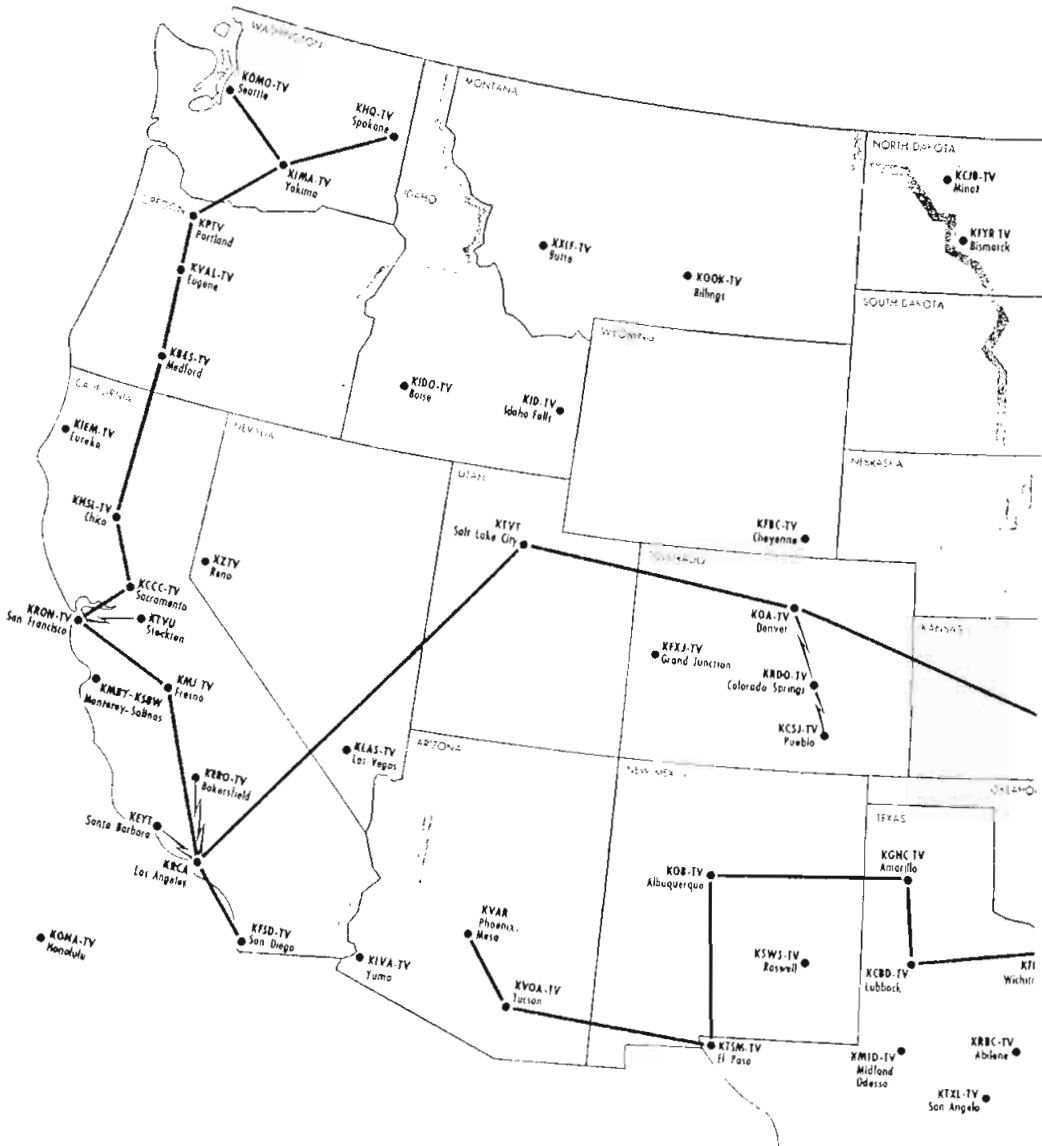 WASHINGTON
KOMO-TV
Seattle
KHQ-TV
Spokane
KIMA-TV
Yakima
MONTANA
NORTH DAKOTA
KCJB-TV
Minot
KFYR TV
Bismarck
OREGON
KPTV
Portland
IDAHO
KVAL-TV
Eugene
KXLF-TV
Butte
KOOK-TV
Billings
SOUTH DAKOTA
WYOMING
KBES-TV
Medford
CALIFORNIA
KIDO-TV
Boise
KID-TV
Idaho Falls
KIEM-TV
Eureka
NEVADA
UTAH
NEBRASKA
KHSL-TV
Chico
KTVT
Salt Lake City
KFBC-TV
Cheyenne
KZTV
Reno
COLORADO
KCCC-TV
Sacramento
KRON-TV
San Francisco
KTVU
Stockton
KOA-TV
Denver
KANSAS
KFXJ-TV
Grand Junction
KRDO-TV
Colorado Springs
KMJ TV
Fresno
KMBY-KSBW
Monterey-Salinas
KCSJ-TV
Pueblo
KLAS-TV
Las Vegas
ARIZONA
NEW MEXI
OKLAHO
KERO-TV
Bakersfield
KEYT
Santa Barbara
TEXAS
KRCA
Los Angeles
KOB-TV
Albuquerque
KGNC TV
Amarillo
KONA-TV
Honolulu
KFSD-TV
San Diego
KIVA-TV
Yuma
KVAR
Phoenix-
Mesa
KSWS-TV
Roswell
KCBD-TV
Lubbock
Wichit
KVOA-TV
Tucson
KTSM-TV
El Paso
KMID-TV
Midland
Odessa
KRBC-TV
Abilene
KTXL-TV
San Angelo